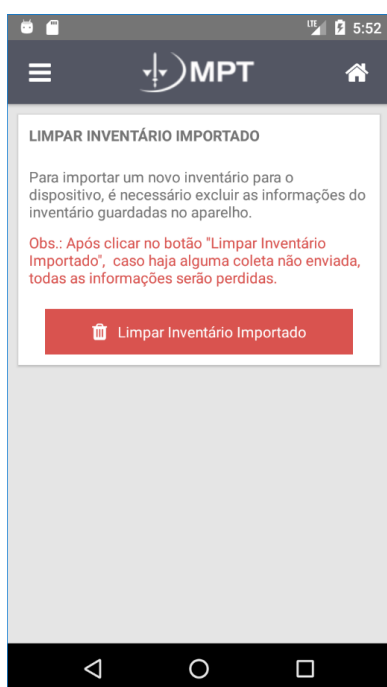 LTE 5:52
MPT
LIMPAR INVENTÁRIO IMPORTADO
Para importar um novo inventário para o
dispositivo, é necessário excluir as informações do
inventário guardadas no aparelho.
Obs.: Após clicar no botão "Limpar Inventário
Importado", caso haja alguma coleta não enviada,
todas as informações serão perdidas.
Limpar Inventário Importado